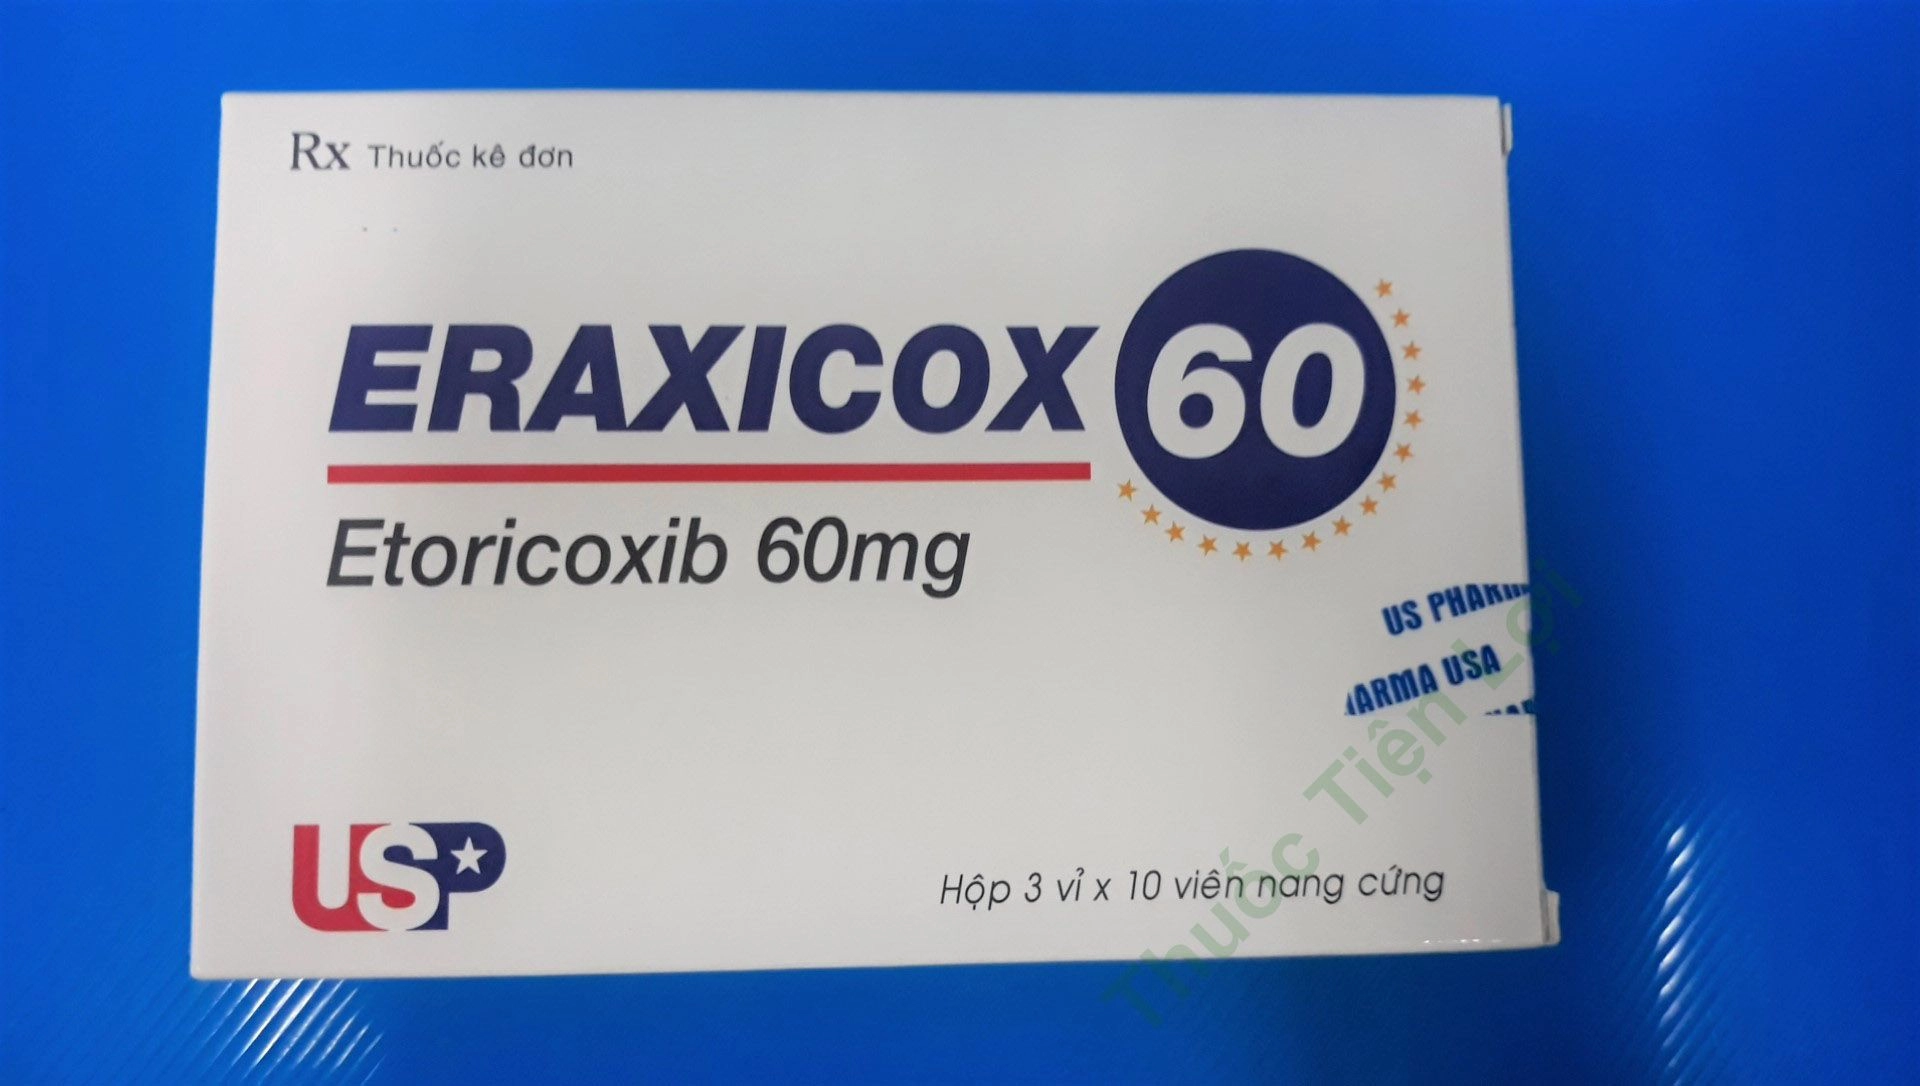 Rx Thuốc kê đơn
ERAXICOX 60
Etoricoxib 60mg
US
ARMA USA
USP
Hộp 3 vỉ x 10 viên nang cứng
Thuốc Tiện Lợi